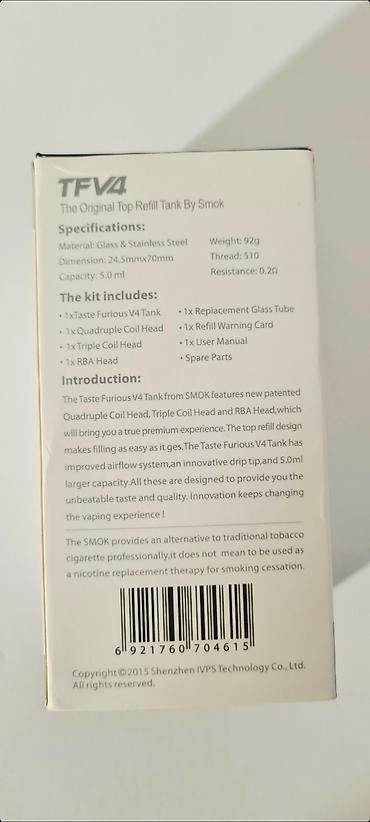 TFV4
The Original Top Refill Tank By Smok
Specifications:
Material: Glass & Stainless Steel
Weight: 92g
Dimension: 24.5mmx70mm
Thread: 510
Capacity: 5.0 ml
Resistance: 0.2Ω
The kit includes:
• 1xTaste Furious V4 Tank
• 1x Quadruple Coil Head
• 1x Triple Coil Head
• 1x RBA Head
• 1x Replacement Glass Tube
• 1x Refill Warning Card
• 1x User Manual
• Spare Parts
Introduction:
The Taste Furious V4 Tank from SMOK features new patented
Quadruple Coil Head, Triple Coil Head and RBA Head,which
will bring you a true premium experience. The top refill design
makes filling as easy as it ges.The Taste Furious V4 Tank has
improved airflow system,an innovative drip tip,and 5.0ml
larger capacity.All these are designed to provide you the
unbeatable taste and quality. Innovation keeps changing
the vaping experience !
The SMOK provides an alternative to traditional tobacco
cigarette professionally,it does not mean to be used as
a nicotine replacement therapy for smoking cessation.
6 921760 704615
Copyright©2015 Shenzhen IVPS Technology Co., Ltd.
All rights reserved.